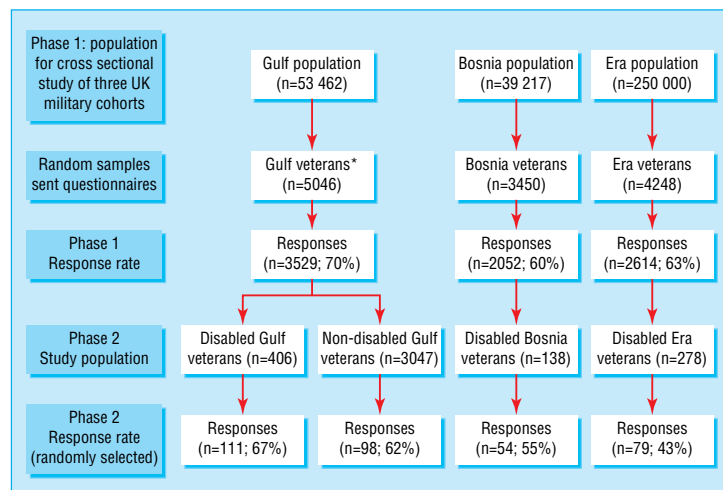 Phase 1: population
for cross sectional
study of three UK
military cohorts
Gulf population
(n=53 462)
Bosnia population
(n=39 217)
Era population
(n=250 000)
Random samples
sent questionnaires
Gulf veterans*
(n=5046)
Bosnia veterans
(n=3450)
Era veterans
(n=4248)
Phase 1
Response rate
Responses
(n=3529; 70%)
Responses
(n=2052; 60%)
Responses
(n=2614; 63%)
Phase 2
Study population
Disabled Gulf
veterans (n=406)
Non-disabled Gulf
veterans (n=3047)
Disabled Bosnia
veterans (n=138)
Disabled Era
veterans (n=278)
Phase 2
Response rate
(randomly selected)
Responses
(n=111; 67%)
Responses
(n=98; 62%)
Responses
(n=54; 55%)
Responses
(n=79; 43%)